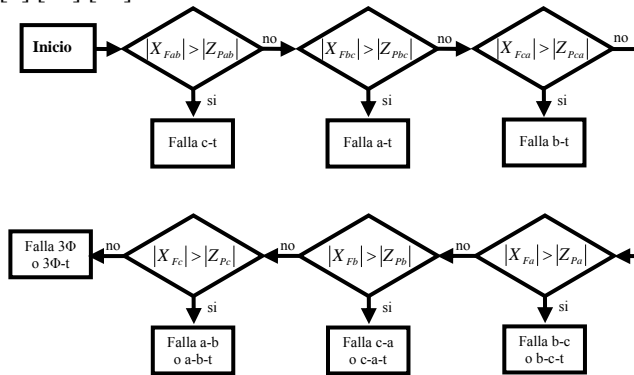 Inicio
|X_Fab| > |Z_Pab|
no
|X_Fbc| > |Z_Pbc|
no
|X_Fca| > |Z_Pca|
no
si
si
si
Falla c-t
Falla a-t
Falla b-t
Falla 3Φ
o 3Φ-t
no
|X_Fc| > |Z_Pc|
no
|X_Fb| > |Z_Pb|
no
|X_Fa| > |Z_Pa|
si
si
si
Falla a-b
o a-b-t
Falla c-a
o c-a-t
Falla b-c
o b-c-t